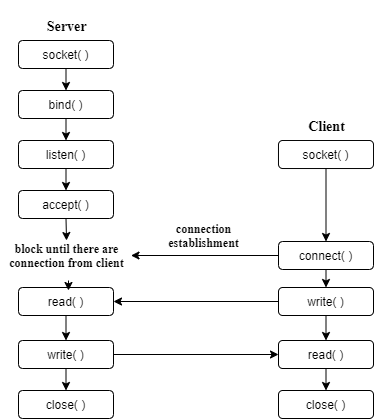 Server
socket( )
bind( )
listen( )
accept( )
block until there are
connection from client
read( )
write( )
close( )
connection
establishment
Client
socket( )
connect( )
write( )
read( )
close( )